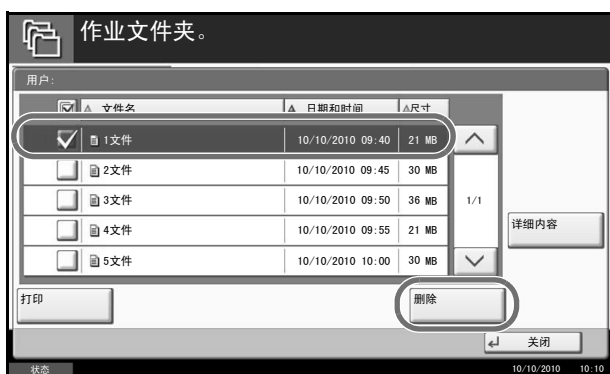 作业文件夹。
用户:
文件名 日期和时间 尺寸
1文件 10/10/2010 09:40 21 MB
2文件 10/10/2010 09:45 30 MB
3文件 10/10/2010 09:50 36 MB
1/1
4文件 10/10/2010 09:55 21 MB
详细内容
5文件 10/10/2010 10:00 30 MB
打印 删除
关闭
状态 10/10/2010 10:10